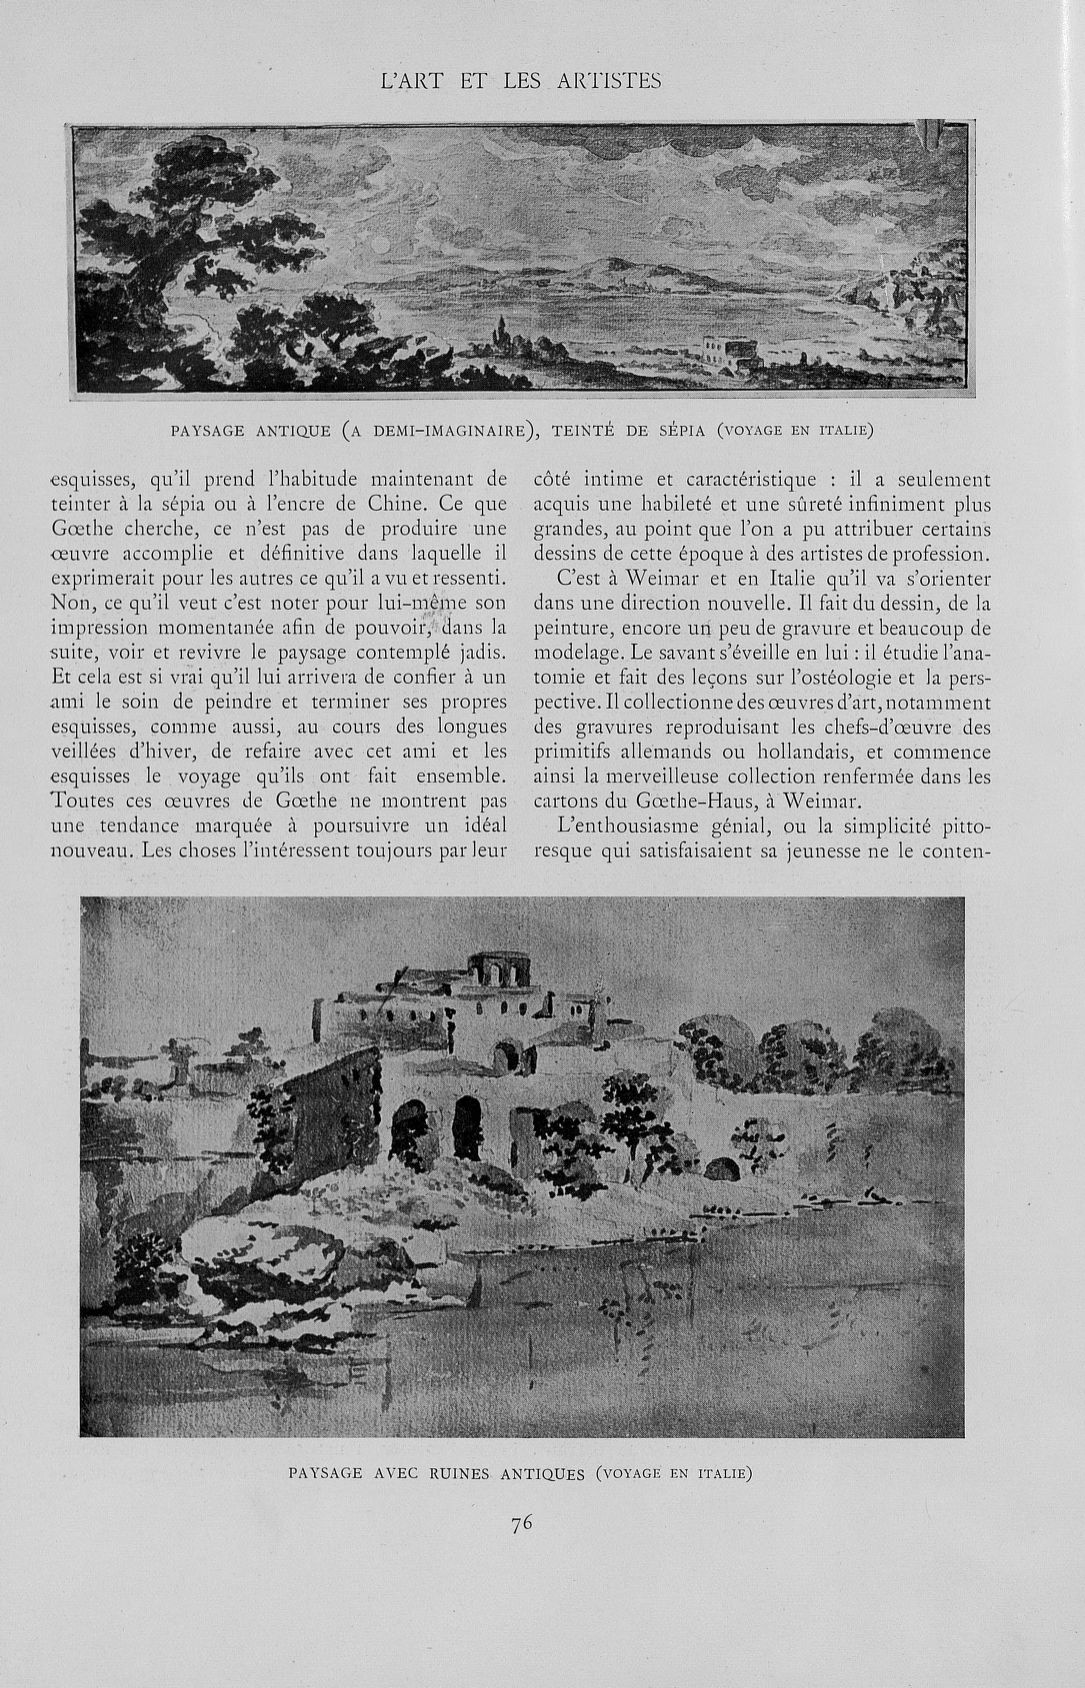 L'ART ET LES ARTISTES
PAYSAGE ANTIQUE (A DEMI-IMAGINAIRE), TEINTÉ DE SÉPIA (VOYAGE EN ITALIE)
esquisses, qu'il prend l'habitude maintenant de
teinter à la sépia ou à l'encre de Chine. Ce que
Gœthe cherche, ce n'est pas de produire une
œuvre accomplie et définitive dans laquelle il
exprimerait pour les autres ce qu'il a vu et ressenti.
Non, ce qu'il veut c'est noter pour lui-même son
impression momentanée afin de pouvoir, dans la
suite, voir et revivre le paysage contemplé jadis.
Et cela est si vrai qu'il lui arrivera de confier à un
ami le soin de peindre et terminer ses propres
esquisses, comme aussi, au cours des longues
veillées d'hiver, de refaire avec cet ami et les
esquisses le voyage qu'ils ont fait ensemble.
Toutes ces œuvres de Gœthe ne montrent pas
une tendance marquée à poursuivre un idéal
nouveau. Les choses l'intéressent toujours par leur
côté intime et caractéristique : il a seulement
acquis une habileté et une sûreté infiniment plus
grandes, au point que l'on a pu attribuer certains
dessins de cette époque à des artistes de profession.
C'est à Weimar et en Italie qu'il va s'orienter
dans une direction nouvelle. Il fait du dessin, de la
peinture, encore un peu de gravure et beaucoup de
modelage. Le savant s'éveille en lui : il étudie l'ana-
tomie et fait des leçons sur l'ostéologie et la pers-
pective. Il collectionne des œuvres d'art, notamment
des gravures reproduisant les chefs-d'œuvre des
primitifs allemands ou hollandais, et commence
ainsi la merveilleuse collection renfermée dans les
cartons du Gœthe-Haus, à Weimar.
L'enthousiasme génial, ou la simplicité pitto-
resque qui satisfaisaient sa jeunesse ne le conten-
PAYSAGE AVEC RUINES ANTIQUES (VOYAGE EN ITALIE)
76